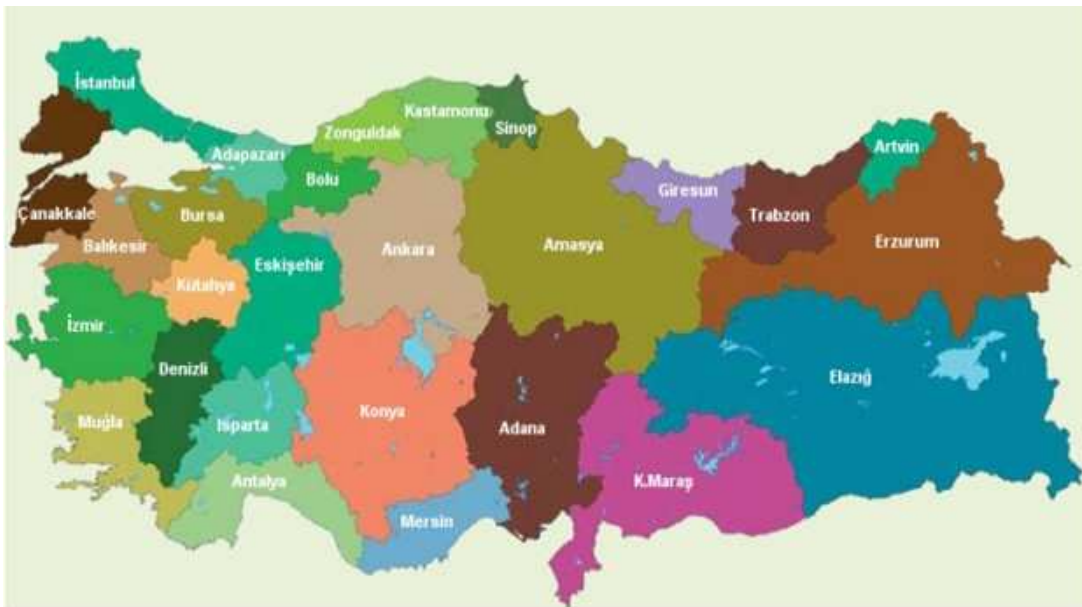 İstanbul
Kastamonu
Zonguldak
Sinop
Artvin
Adapazarı
Bolu
Giresun
Çanakkale
Bursa
Trabzon
Balıkesir
Ankara
Amasya
Erzurum
Eskişehir
Kütahya
İzmir
Denizli
Elazığ
Muğla
Isparta
Konya
Adana
Antalya
K.Maraş
Mersin